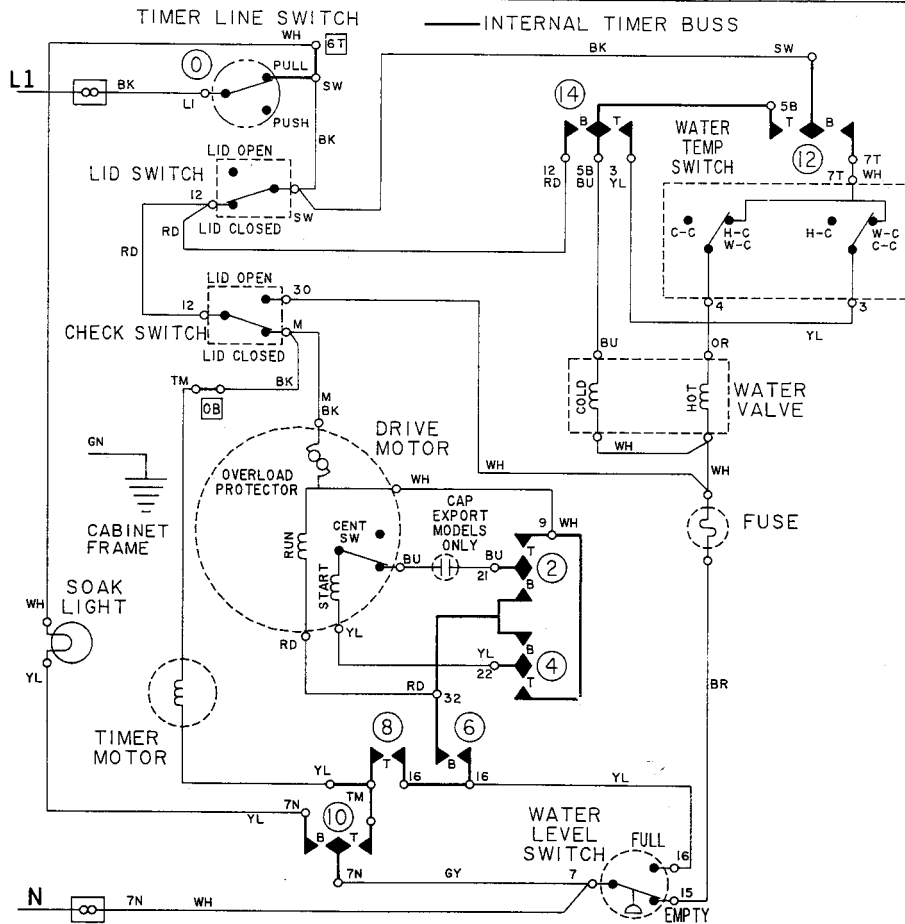 TIMER LINE SWITCH
INTERNAL TIMER BUSS
WH
6T
BK
SW
0
PULL
L1
BK
L1
SW
PUSH
BK
14
5B
B
T
T
B
WATER TEMP SWITCH
12
LID OPEN
LID SWITCH
12
SW
LID CLOSED
12 RD
5B BU
3 YL
7T
7T
WH
RD
RD
C-C
H-C
W-C
H-C
W-C
C-C
LID OPEN
30
12
CHECK SWITCH
M
LID CLOSED
4
3
YL
BU
OR
TM
BK
0B
M
BK
COLD
HOT
WATER VALVE
WH
GN
DRIVE MOTOR
OVERLOAD PROTECTOR
WH
WH
WH
CABINET FRAME
CAP EXPORT MODELS ONLY
9
WH
FUSE
RUN
CENT SW
START
BU
BU
21
T
2
B
SOAK LIGHT
WH
YL
RD
YL
YL
22
B
4
T
RD
32
BR
TIMER MOTOR
8
T
6
B
YL
16
16
YL
TM
7N
YL
10
B
T
WATER LEVEL SWITCH
FULL
16
7N
GY
7
15
EMPTY
N
7N
WH